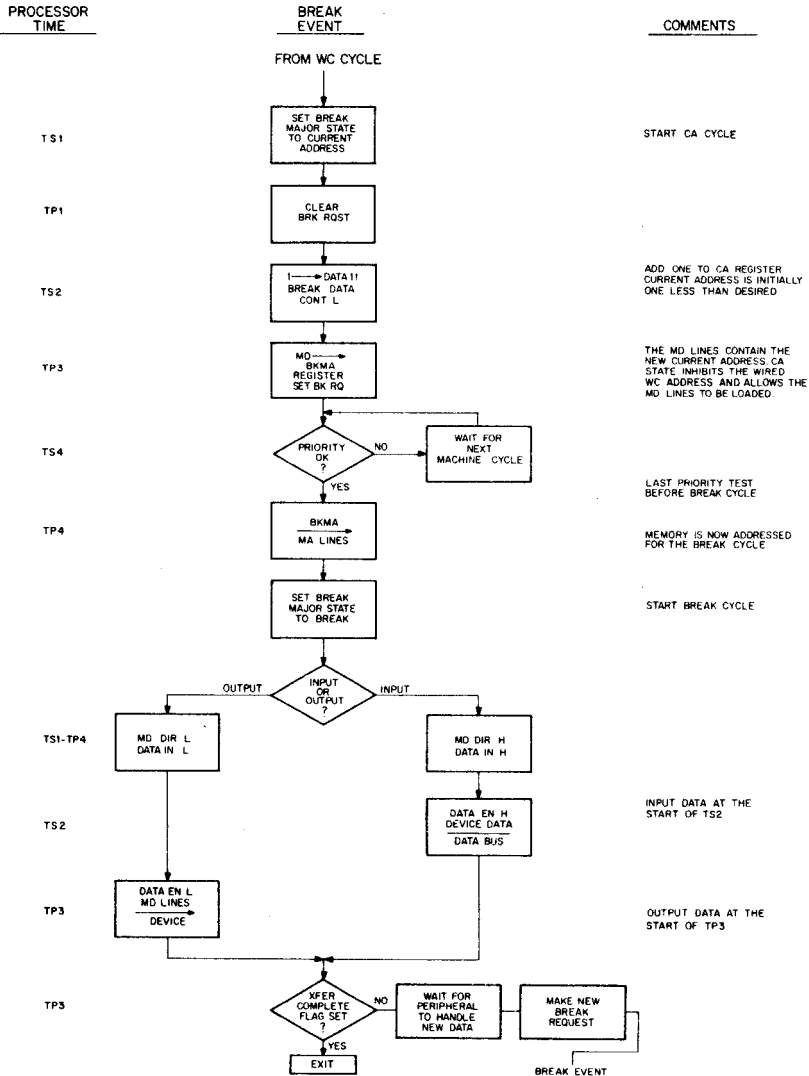 PROCESSOR
TIME
BREAK
EVENT
COMMENTS
FROM WC CYCLE
TS1
SET BREAK
MAJOR STATE
TO CURRENT
ADDRESS
START CA CYCLE
TP1
CLEAR
BRK RQST
TS2
1 → DATA 11
BREAK DATA
CONT L
ADD ONE TO CA REGISTER
CURRENT ADDRESS IS INITIALLY
ONE LESS THAN DESIRED
TP3
MD →
BKMA
REGISTER
SET BK RQ
THE MD LINES CONTAIN THE
NEW CURRENT ADDRESS. CA
STATE INHIBITS THE WIRED
WC ADDRESS AND ALLOWS THE
MD LINES TO BE LOADED.
TS4
PRIORITY
OK
?
NO
WAIT FOR
NEXT
MACHINE CYCLE
YES
LAST PRIORITY TEST
BEFORE BREAK CYCLE
TP4
BKMA
MA LINES
MEMORY IS NOW ADDRESSED
FOR THE BREAK CYCLE
SET BREAK
MAJOR STATE
TO BREAK
START BREAK CYCLE
OUTPUT
INPUT
OR
OUTPUT
?
INPUT
TS1-TP4
MD DIR L
DATA IN L
MD DIR H
DATA IN H
TS2
DATA EN H
DEVICE DATA
DATA BUS
INPUT DATA AT THE
START OF TS2
TP3
DATA EN L
MD LINES
DEVICE
OUTPUT DATA AT THE
START OF TP3
TP3
XFER
COMPLETE
FLAG SET
?
NO
WAIT FOR
PERIPHERAL
TO HANDLE
NEW DATA
MAKE NEW
BREAK
REQUEST
YES
EXIT
BREAK EVENT